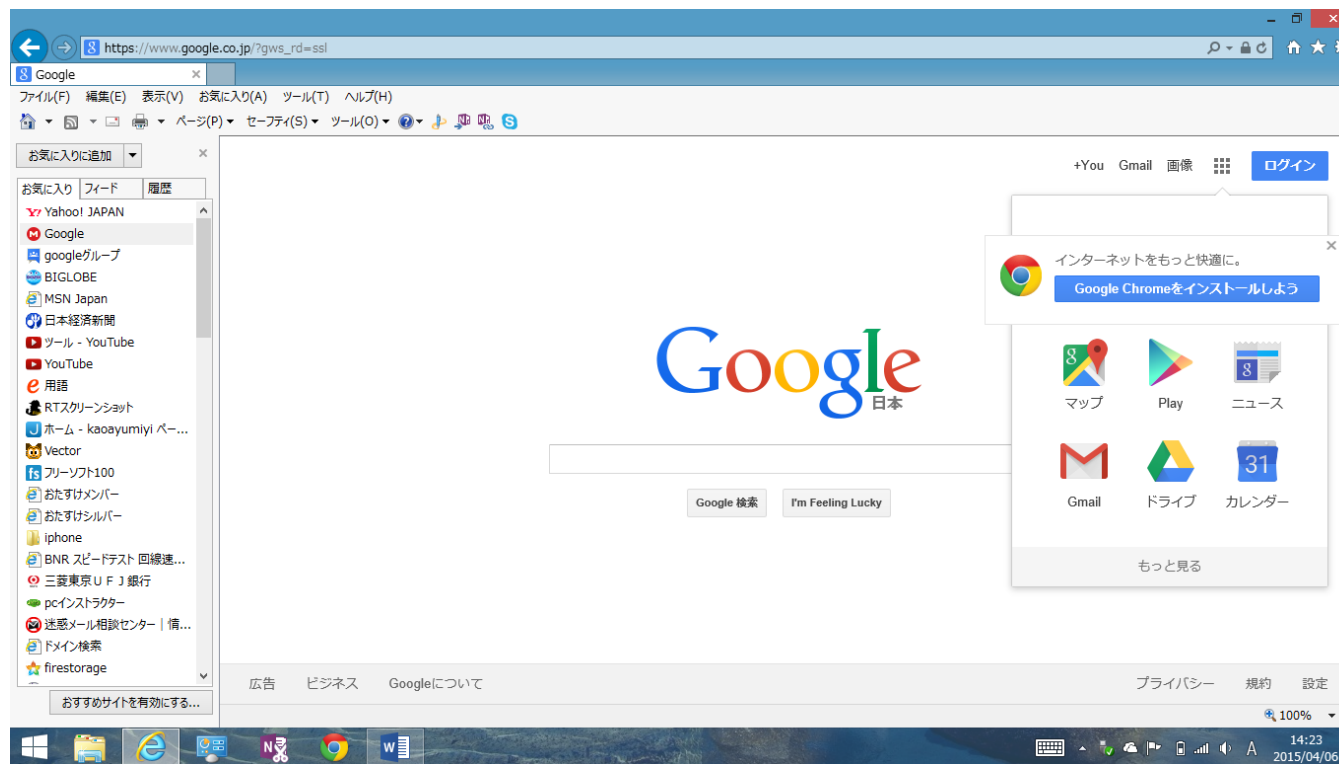 https://www.google.co.jp/?gws_rd=ssl
Google
ファイル(F) 編集(E) 表示(V) お気に入り(A) ツール(T) ヘルプ(H)
ページ(P) セーフティ(S) ツール(O)
お気に入りに追加
お気に入り フィード 履歴
Yahoo! JAPAN
Google
googleグループ
BIGLOBE
MSN Japan
日本経済新聞
ツール - YouTube
YouTube
用語
RTスクリーンショット
ホーム - kaoayumiyi ペー...
Vector
フリーソフト100
おたすけメンバー
おたすけシルバー
iphone
BNR スピードテスト 回線速...
三菱東京ＵＦＪ銀行
pcインストラクター
迷惑メール相談センター｜情...
ドメイン検索
firestorage
おすすめサイトを有効にする...
+You Gmail 画像 ログイン
インターネットをもっと快適に。
Google Chromeをインストールしよう
マップ Play ニュース
Gmail ドライブ カレンダー
31
もっと見る
Google
日本
Google 検索 I'm Feeling Lucky
広告 ビジネス Googleについて プライバシー 規約 設定
100%
A 14:23
2015/04/06